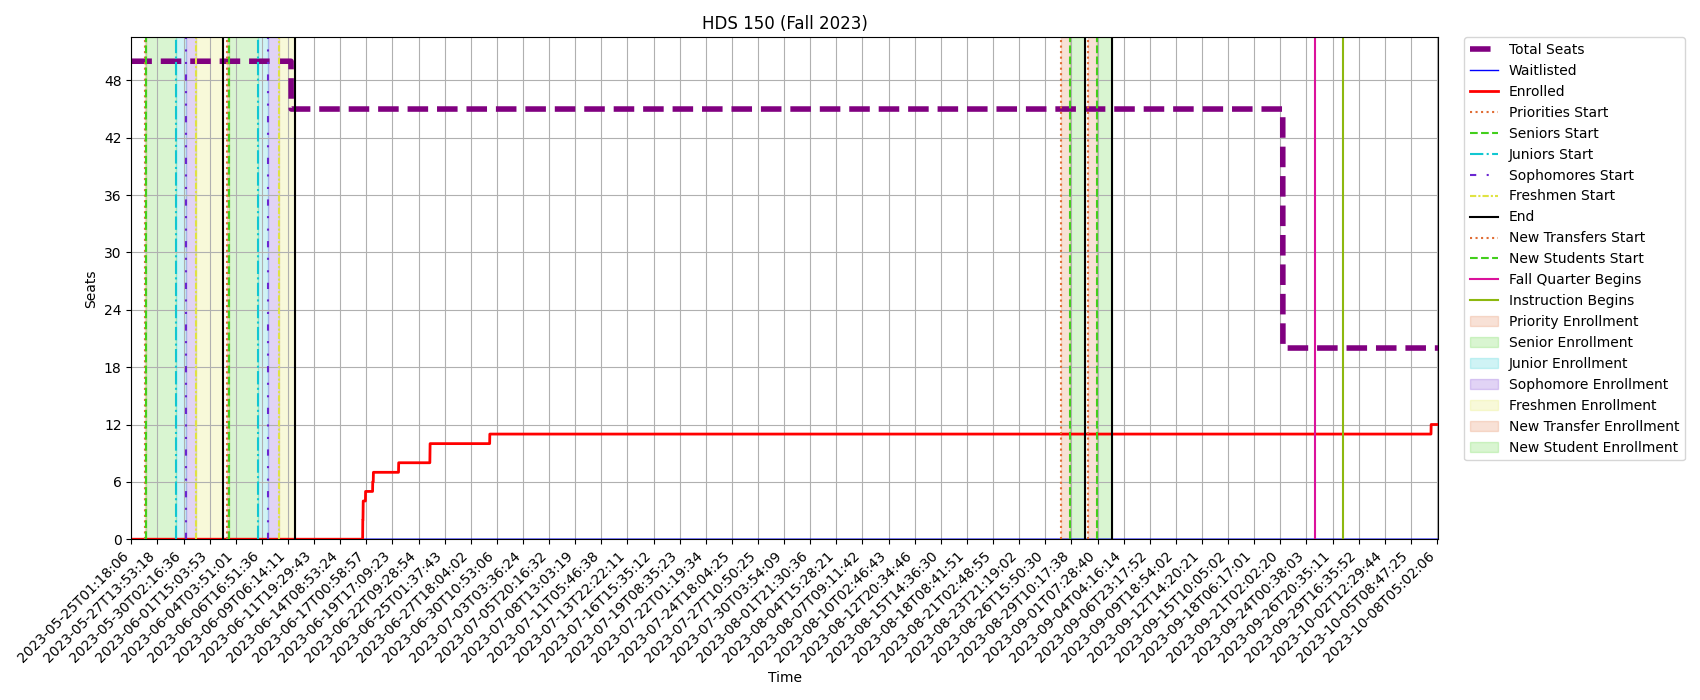 HDS 150 (Fall 2023)
Seats
48
42
36
30
24
18
12
6
0
2023-05-25T01:18:06
2023-05-27T13:53:18
2023-05-30T02:16:36
2023-06-01T15:03:53
2023-06-04T03:51:01
2023-06-06T16:51:36
2023-06-09T06:14:11
2023-06-11T19:29:43
2023-06-14T08:53:24
2023-06-17T00:58:57
2023-06-19T17:09:23
2023-06-22T09:28:54
2023-06-25T01:37:43
2023-06-27T18:04:02
2023-06-30T10:53:06
2023-07-03T03:36:24
2023-07-05T20:16:32
2023-07-08T13:03:19
2023-07-11T05:46:38
2023-07-13T22:22:11
2023-07-16T15:35:12
2023-07-19T08:35:23
2023-07-22T01:19:34
2023-07-24T18:04:25
2023-07-27T10:50:25
2023-07-30T03:54:09
2023-08-01T21:30:36
2023-08-04T15:28:21
2023-08-07T09:11:42
2023-08-10T02:46:43
2023-08-12T20:34:46
2023-08-15T14:36:30
2023-08-18T08:41:51
2023-08-21T02:48:55
2023-08-23T21:19:02
2023-08-26T15:50:30
2023-08-29T10:17:38
2023-09-01T07:28:40
2023-09-04T04:16:14
2023-09-06T23:17:52
2023-09-09T18:54:02
2023-09-12T14:20:21
2023-09-15T10:05:02
2023-09-18T06:17:01
2023-09-21T02:02:20
2023-09-24T00:38:03
2023-09-26T20:35:11
2023-09-29T16:35:52
2023-10-02T12:29:44
2023-10-05T08:47:25
2023-10-08T05:02:06
Time
Total Seats
Waitlisted
Enrolled
Priorities Start
Seniors Start
Juniors Start
Sophomores Start
Freshmen Start
End
New Transfers Start
New Students Start
Fall Quarter Begins
Instruction Begins
Priority Enrollment
Senior Enrollment
Junior Enrollment
Sophomore Enrollment
Freshmen Enrollment
New Transfer Enrollment
New Student Enrollment